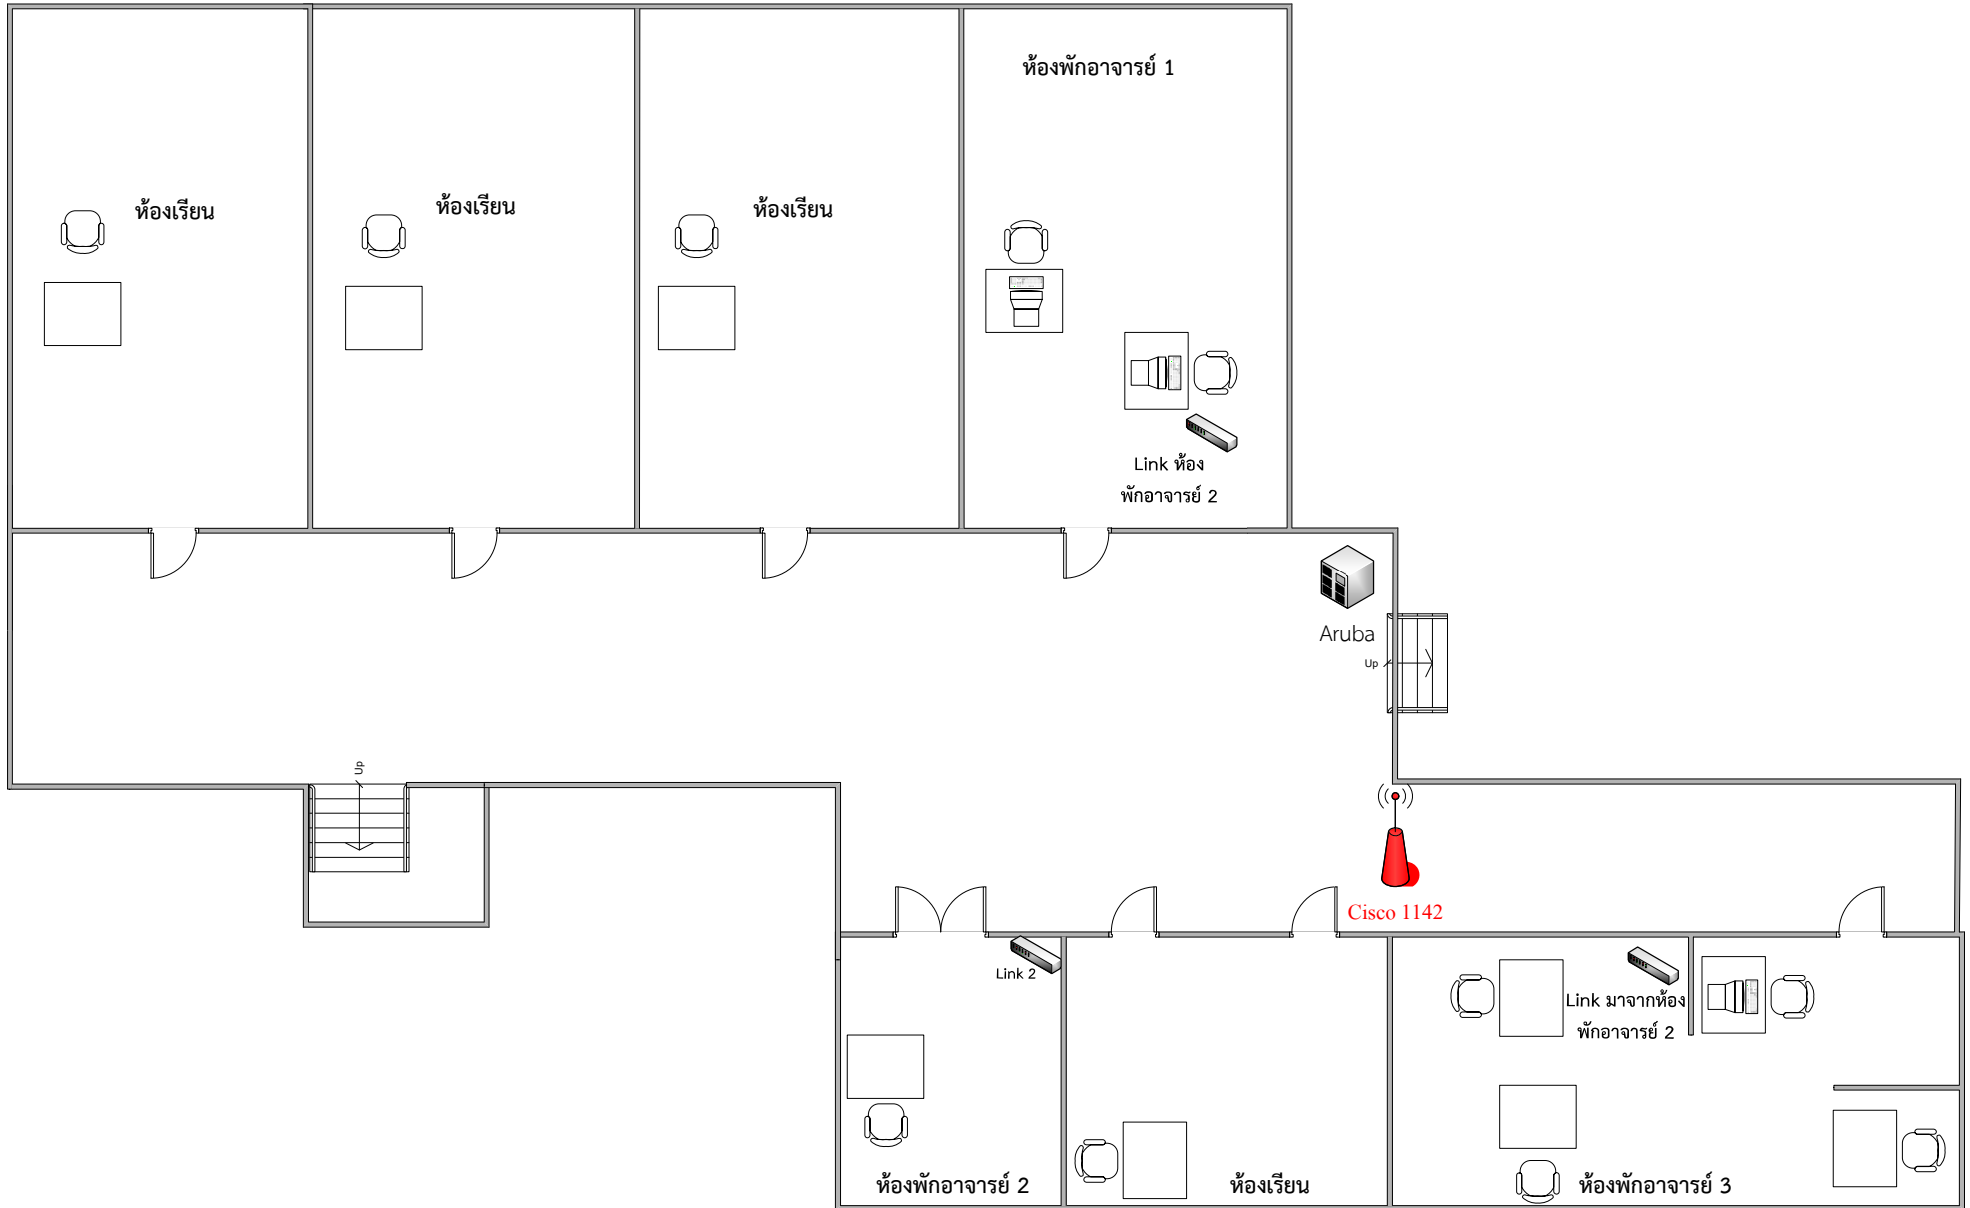 ห้องพักอาจารย์ 1
ห้องเรียน
ห้องเรียน
ห้องเรียน
Link ห้อง
พักอาจารย์ 2
Aruba
Up
Up
Cisco 1142
Link 2
Link มาจากห้อง
พักอาจารย์ 2
ห้องพักอาจารย์ 2
ห้องเรียน
ห้องพักอาจารย์ 3